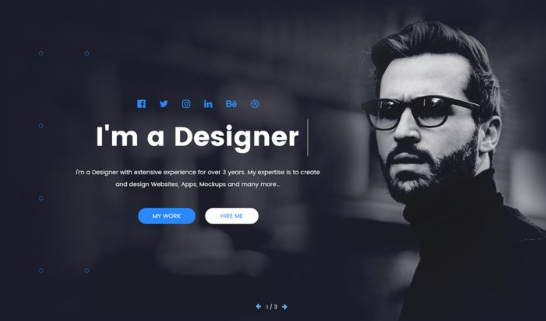 Bē
I'm a Designer
I'm a Designer with extensive experience for over 3 years. My expertise is to create
and design Websites, Apps, Mockups and many more...
MY WORK HIRE ME
1 / 3